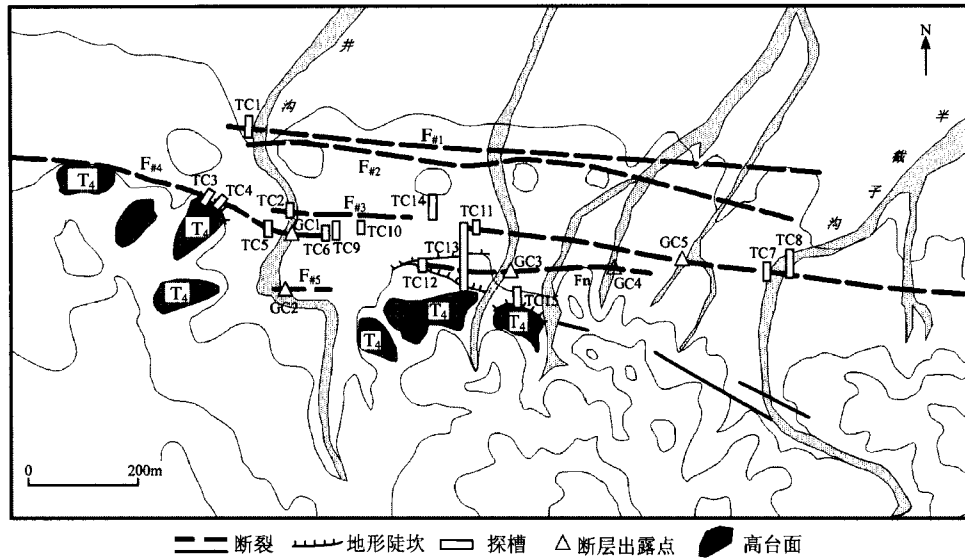 井
N
沟
TC1
F#1
半
F#2
截
F#4
T4
TC3
TC4
子
TC14
TC2
F#3
沟
T4
GC1
TC11
TC10
TC5
TC6
TC9
TC13
GC5
TC8
GC3
TC7
TC12
Fn
GC4
T4
F#5
GC2
TC15
T4
T4
T4
0
200m
断裂 地形陡坎 探槽 断层出露点 高台面